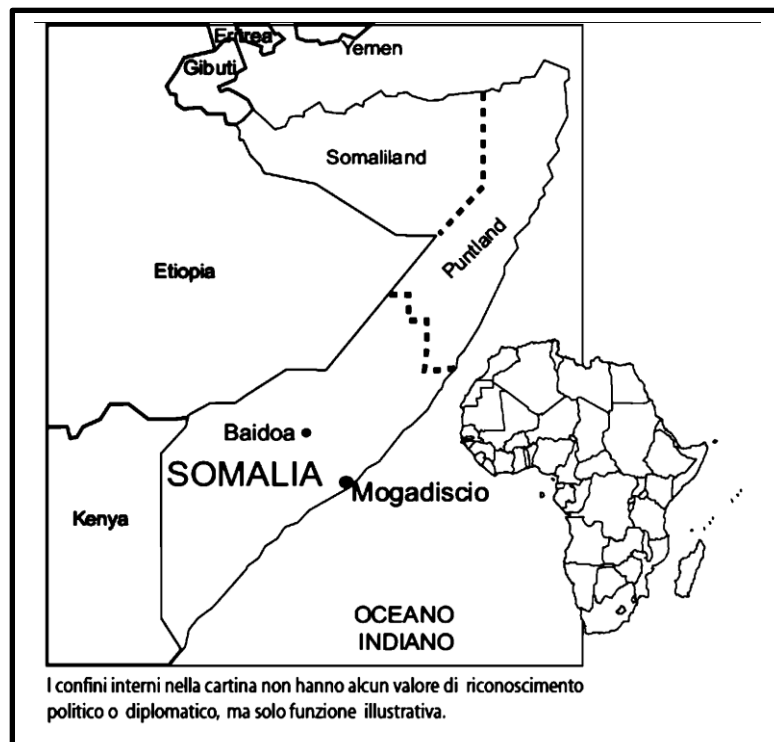 Eritrea
Yemen
Gibuti
Somaliland
Puntland
Etiopia
Baidoa
SOMALIA
Mogadiscio
Kenya
OCEANO
INDIANO
I confini interni nella cartina non hanno alcun valore di riconoscimento
politico o diplomatico, ma solo funzione illustrativa.